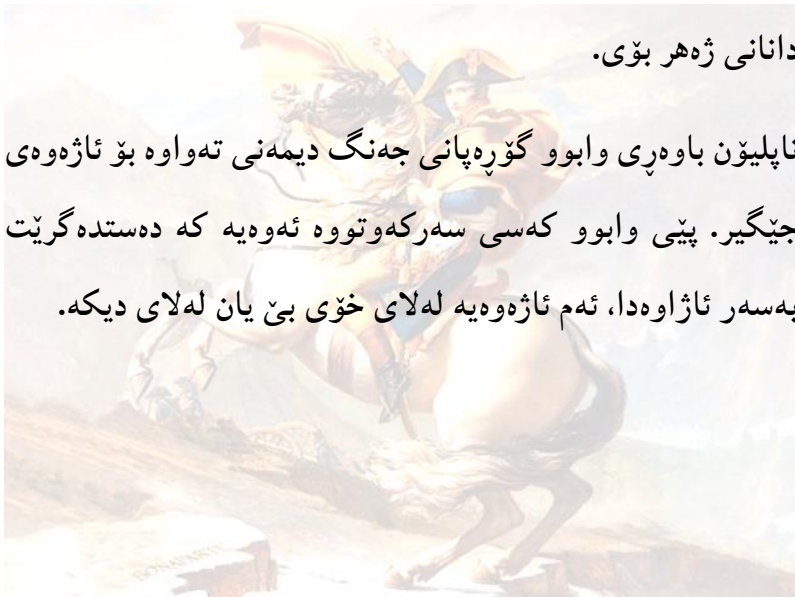 دانانی ژەهر بۆی.
ناپلیۆن باوەڕی وابوو گۆڕەپانی جەنگ دیمەنی تەواوە بۆ ئاژەوەی
جێگیر. پێی وابوو کەسی سەرکەوتووە ئەوەیە کە دەستدەگرێت
بەسەر ئاژاوەدا، ئەم ئاژەوەیە لەلای خۆی بێ یان لەلای دیکە.
BONAPARTE